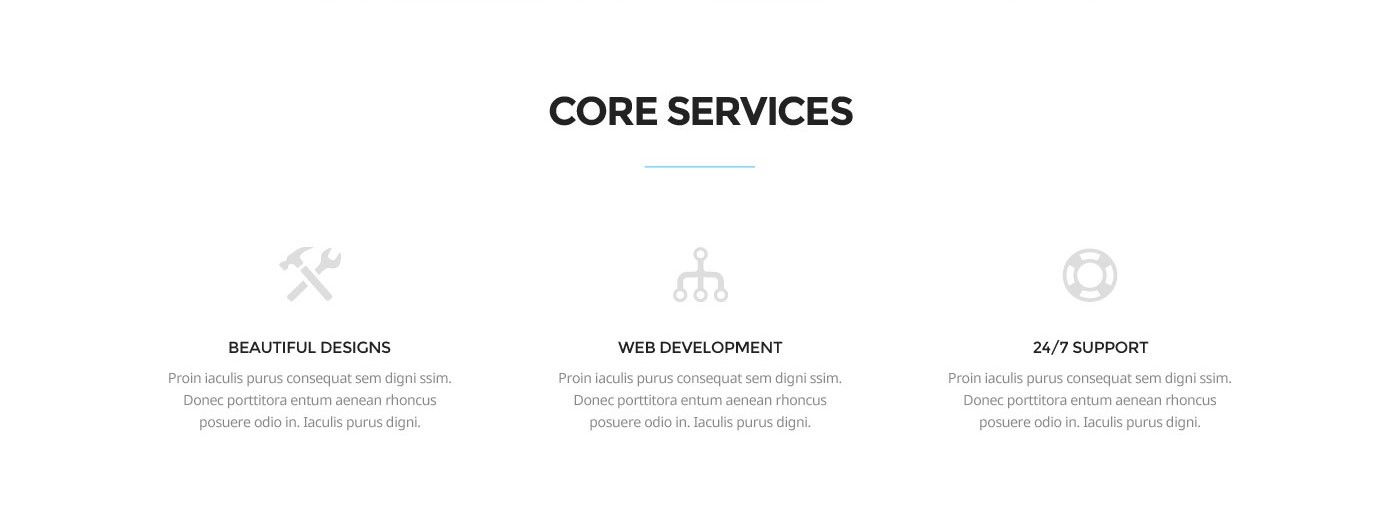 CORE SERVICES
BEAUTIFUL DESIGNS
Proin iaculis purus consequat sem digni ssim.
Donec porttitora entum aenean rhoncus
posuere odio in. Iaculis purus digni.
WEB DEVELOPMENT
Proin iaculis purus consequat sem digni ssim.
Donec porttitora entum aenean rhoncus
posuere odio in. Iaculis purus digni.
24/7 SUPPORT
Proin iaculis purus consequat sem digni ssim.
Donec porttitora entum aenean rhoncus
posuere odio in. Iaculis purus digni.